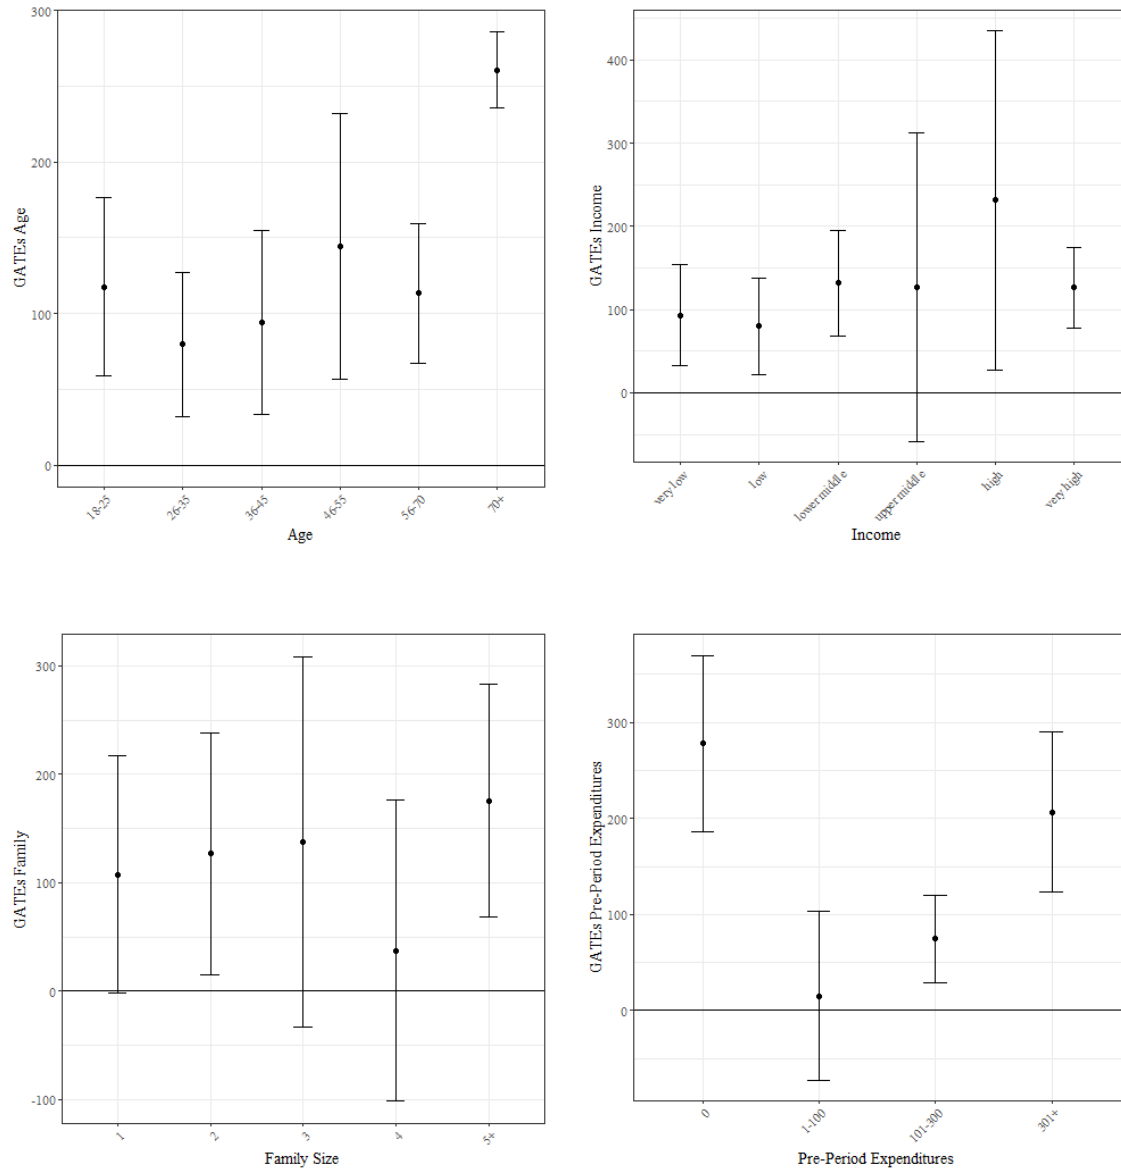 300
200
100
0
GATEs Age
18-25
26-35
36-45
46-55
56-70
70+
Age
400
300
200
100
0
GATEs Income
very low
low
lower middle
upper middle
high
very high
Income
300
200
100
0
-100
GATEs Family
1
2
3
4
5+
Family Size
300
200
100
0
GATEs Pre-Period Expenditures
0
1-100
101-300
301+
Pre-Period Expenditures